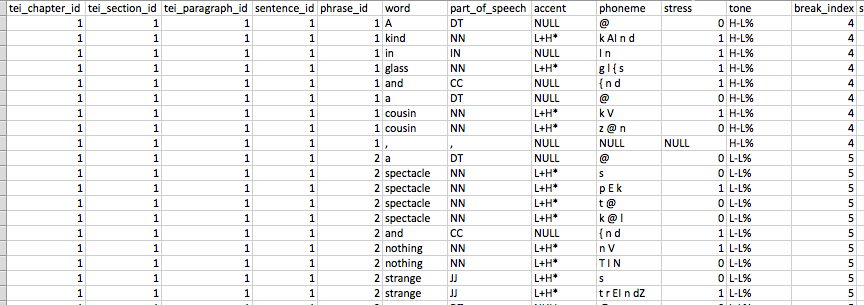 tei_chapter_id tei_section_id tei_paragraph_id sentence_id phrase_id word part_of_speech accent phoneme stress tone break_index s
1 1 1 1 1 A DT NULL @ 0 H-L% 4
1 1 1 1 1 kind NN L+H* k AI n d 1 H-L% 4
1 1 1 1 1 in IN NULL I n 1 H-L% 4
1 1 1 1 1 glass NN L+H* g l { s 1 H-L% 4
1 1 1 1 1 and CC NULL { n d 1 H-L% 4
1 1 1 1 1 a DT NULL @ 0 H-L% 4
1 1 1 1 1 cousin NN L+H* k V 1 H-L% 4
1 1 1 1 1 cousin NN L+H* z @ n 0 H-L% 4
1 1 1 1 1 , , NULL NULL NULL H-L% 4
1 1 1 1 2 a DT NULL @ 0 L-L% 5
1 1 1 1 2 spectacle NN L+H* s 0 L-L% 5
1 1 1 1 2 spectacle NN L+H* p E k 1 L-L% 5
1 1 1 1 2 spectacle NN L+H* t @ 0 L-L% 5
1 1 1 1 2 spectacle NN L+H* k @ l 0 L-L% 5
1 1 1 1 2 and CC NULL { n d 1 L-L% 5
1 1 1 1 2 nothing NN L+H* n V 1 L-L% 5
1 1 1 1 2 nothing NN L+H* T I N 0 L-L% 5
1 1 1 1 2 strange JJ L+H* s 0 L-L% 5
1 1 1 1 2 strange JJ L+H* t r EI n dZ 1 L-L% 5